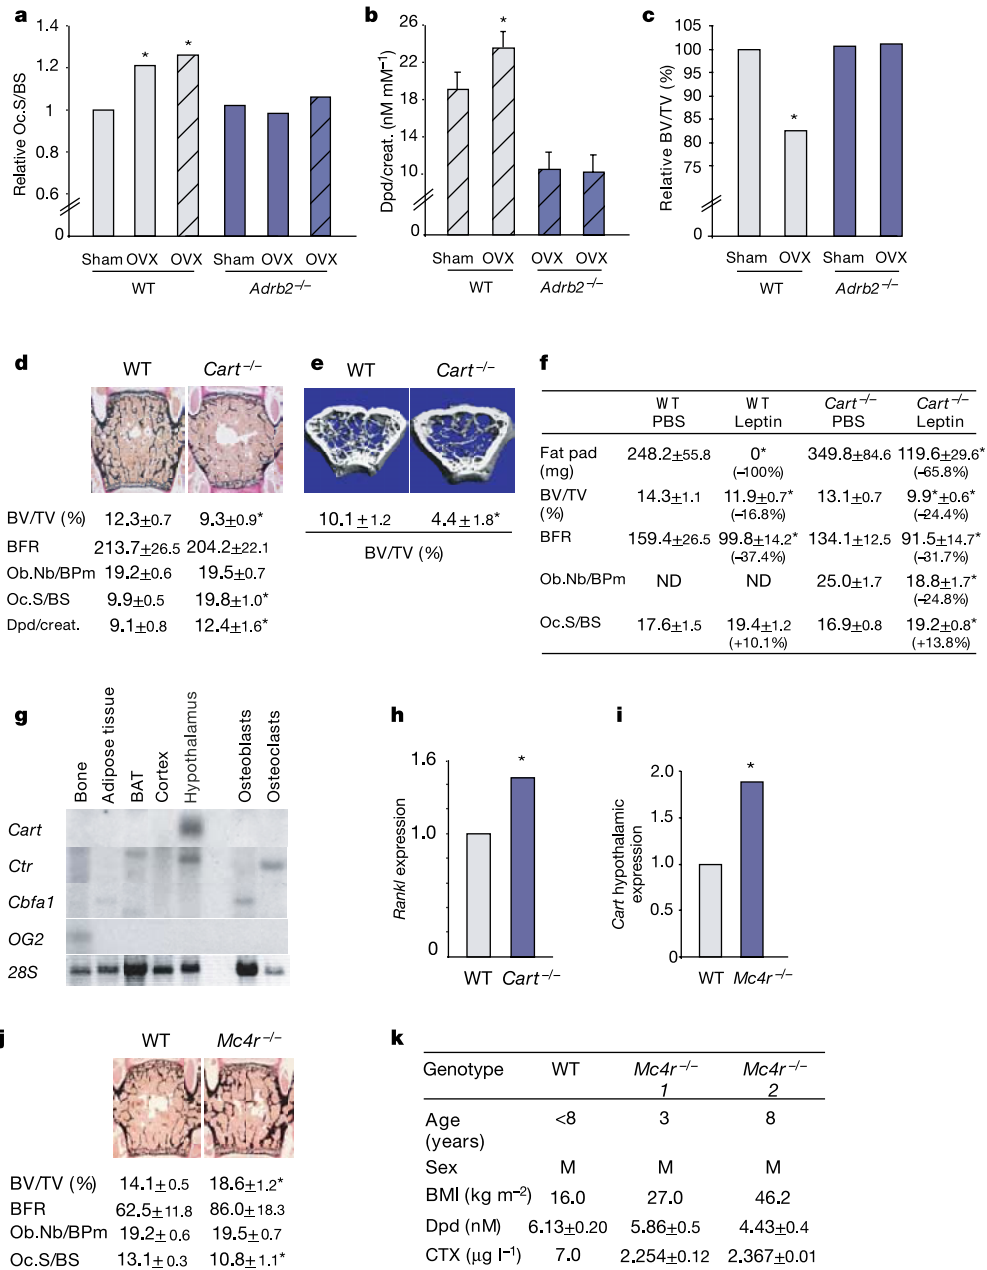 a
1.4
1.2
1
0.6
0
Relative Oc.S/BS
*
*
Sham OVX OVX Sham OVX OVX
WT Adrb2–/–
b
26
22
18
14
10
0
Dpd/creat. (nM mM–1)
*
Sham OVX OVX OVX
WT Adrb2–/–
c
105
100
95
90
85
80
75
0
Relative BV/TV (%)
*
Sham OVX Sham OVX
WT Adrb2–/–
d
WT Cart–/–
BV/TV (%) 12.3±0.7 9.3±0.9*
BFR 213.7±26.5 204.2±22.1
Ob.Nb/BPm 19.2±0.6 19.5±0.7
Oc.S/BS 9.9±0.5 19.8±1.0*
Dpd/creat. 9.1±0.8 12.4±1.6*
e
WT Cart–/–
10.1±1.2 4.4±1.8*
BV/TV (%)
f
WT WT Cart–/– Cart–/–
PBS Leptin PBS Leptin
Fat pad 248.2±55.8 0* 349.8±84.6 119.6±29.6*
(mg) (–100%) (–65.8%)
BV/TV 14.3±1.1 11.9±0.7* 13.1±0.7 9.9*±0.6*
(%) (–16.8%) (–24.4%)
BFR 159.4±26.5 99.8±14.2* 134.1±12.5 91.5±14.7*
(–37.4%) (–31.7%)
Ob.Nb/BPm ND ND 25.0±1.7 18.8±1.7*
(–24.8%)
Oc.S/BS 17.6±1.5 19.4±1.2 16.9±0.8 19.2±0.8*
(+10.1%) (+13.8%)
g
Bone
Adipose tissue
BAT
Cortex
Hypothalamus
Osteoblasts
Osteoclasts
Cart
Ctr
Cbfa1
OG2
28S
h
1.6
1.0
0
Rankl expression
*
WT Cart–/–
i
2.0
1.0
0.5
0
Cart hypothalamic
expression
*
WT Mc4r–/–
j
WT Mc4r–/–
BV/TV (%) 14.1±0.5 18.6±1.2*
BFR 62.5±11.8 86.0±18.3
Ob.Nb/BPm 19.2±0.6 19.5±0.7
Oc.S/BS 13.1±0.3 10.8±1.1*
k
Genotype WT Mc4r–/– Mc4r–/–
1 2
Age <8 3 8
(years)
Sex M M M
BMI (kg m–2) 16.0 27.0 46.2
Dpd (nM) 6.13±0.20 5.86±0.5 4.43±0.4
CTX (µg l–1) 7.0 2.254±0.12 2.367±0.01